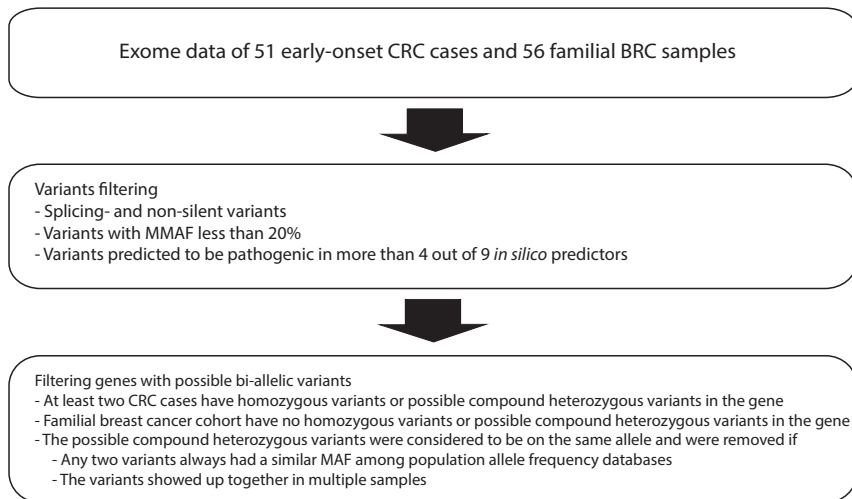 Exome data of 51 early-onset CRC cases and 56 familial BRC samples
Variants filtering
- Splicing- and non-silent variants
- Variants with MMAF less than 20%
- Variants predicted to be pathogenic in more than 4 out of 9 in silico predictors
Filtering genes with possible bi-allelic variants
- At least two CRC cases have homozygous variants or possible compound heterozygous variants in the gene
- Familial breast cancer cohort have no homozygous variants or possible compound heterozygous variants in the gene
- The possible compound heterozygous variants were considered to be on the same allele and were removed if
- Any two variants always had a similar MAF among population allele frequency databases
- The variants showed up together in multiple samples